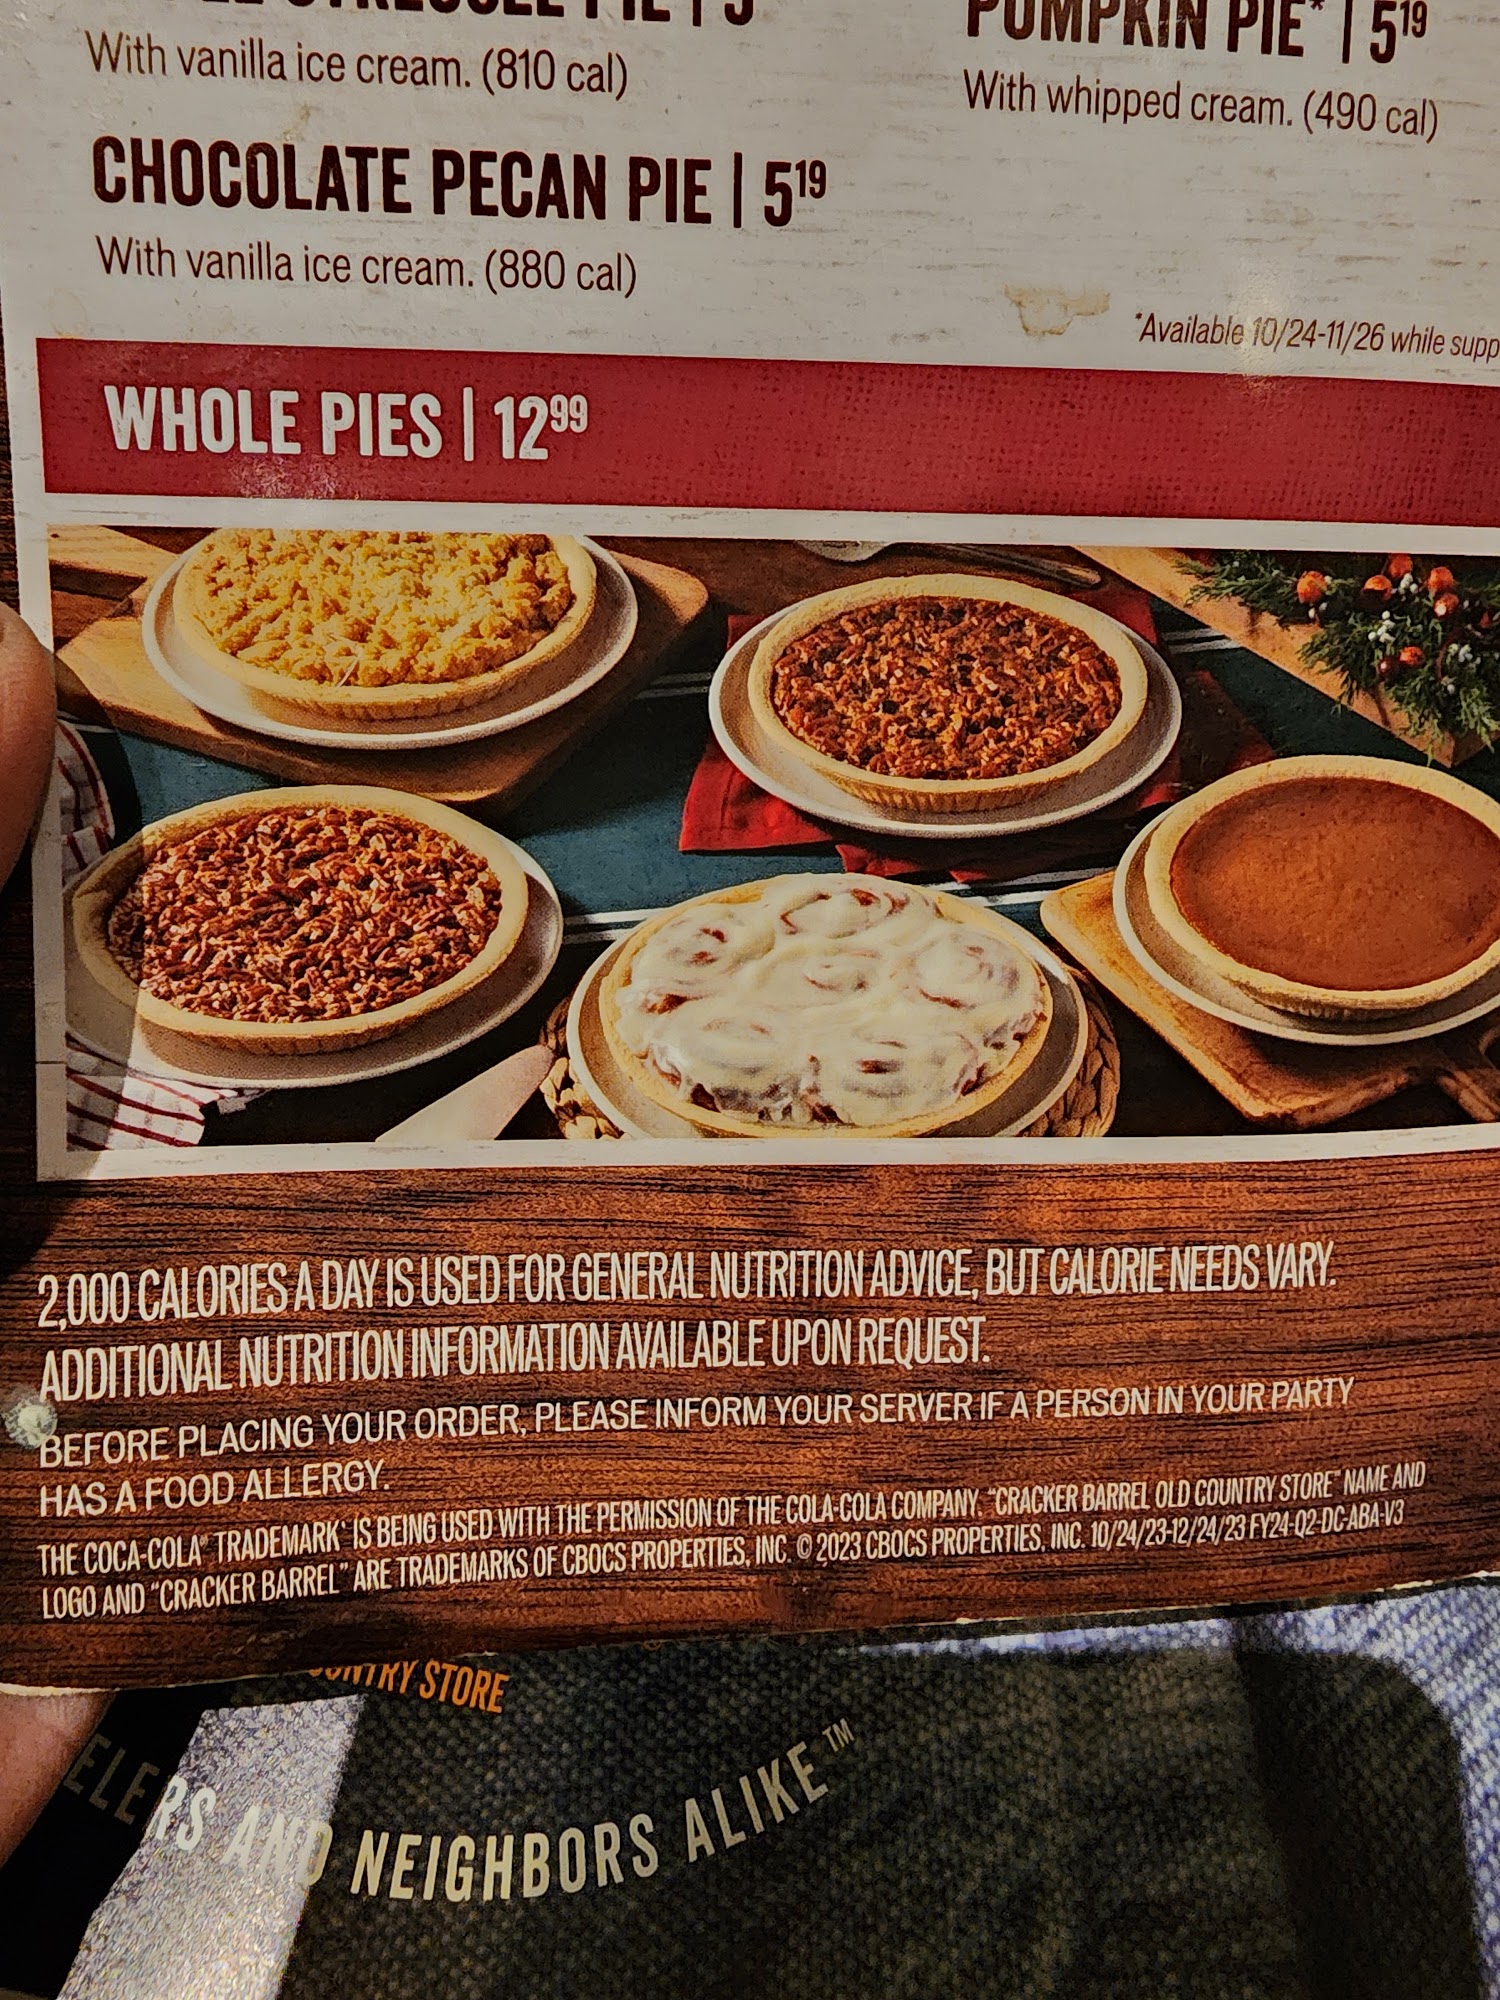 PIE | 5
PUMPKIN PIE* | 5¹⁹
With vanilla ice cream. (810 cal)
With whipped cream. (490 cal)
CHOCOLATE PECAN PIE | 5¹⁹
With vanilla ice cream. (880 cal)
*Available 10/24-11/26 while
WHOLE PIES | 12⁹⁹
2,000 CALORIES A DAY IS USED FOR GENERAL NUTRITION ADVICE, BUT CALORIE NEEDS VARY.
ADDITIONAL NUTRITION INFORMATION AVAILABLE UPON REQUEST.
BEFORE PLACING YOUR ORDER, PLEASE INFORM YOUR SERVER IF A PERSON IN YOUR PARTY
HAS A FOOD ALLERGY.
THE COCA-COLA® TRADEMARK* IS BEING USED WITH THE PERMISSION OF THE COLA-COLA COMPANY. "CRACKER BARREL OLD COUNTRY STORE" NAME AND
LOGO AND "CRACKER BARREL" ARE TRADEMARKS OF CBOCS PROPERTIES, INC. © 2023 CBOCS PROPERTIES, INC. 10/24/23-12/24/23 FY24-Q2-DC-ABA-V3
STORE
AND NEIGHBORS ALIKE™